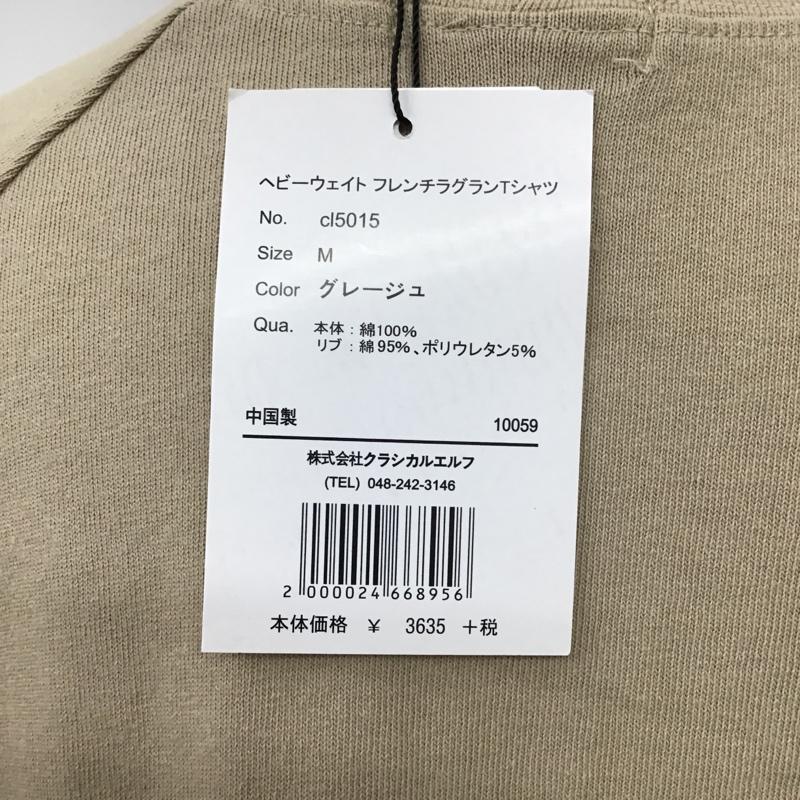 ヘビーウェイト フレンチラグランTシャツ
No. cl5015
Size M
Color グレージュ
Qua. 本体：綿100%
リブ：綿95%、ポリウレタン5%
中国製 10059
株式会社クラシカルエルフ
(TEL) 048-242-3146
2 000024 668956
本体価格 ￥ 3635 +税